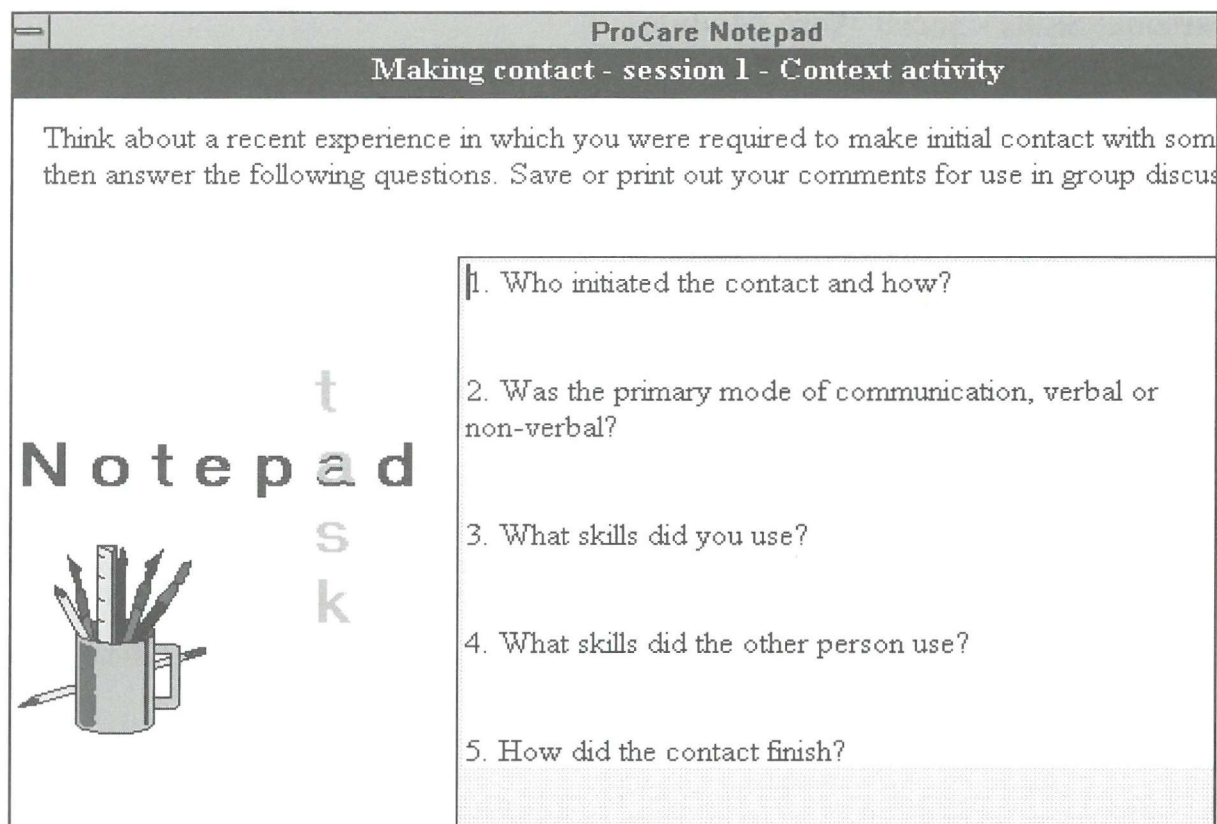 ProCare Notepad
Making contact - session 1 - Context activity
Think about a recent experience in which you were required to make initial contact with som
then answer the following questions. Save or print out your comments for use in group discus
1. Who initiated the contact and how?
2. Was the primary mode of communication, verbal or
non-verbal?
3. What skills did you use?
4. What skills did the other person use?
5. How did the contact finish?
Notepad
task